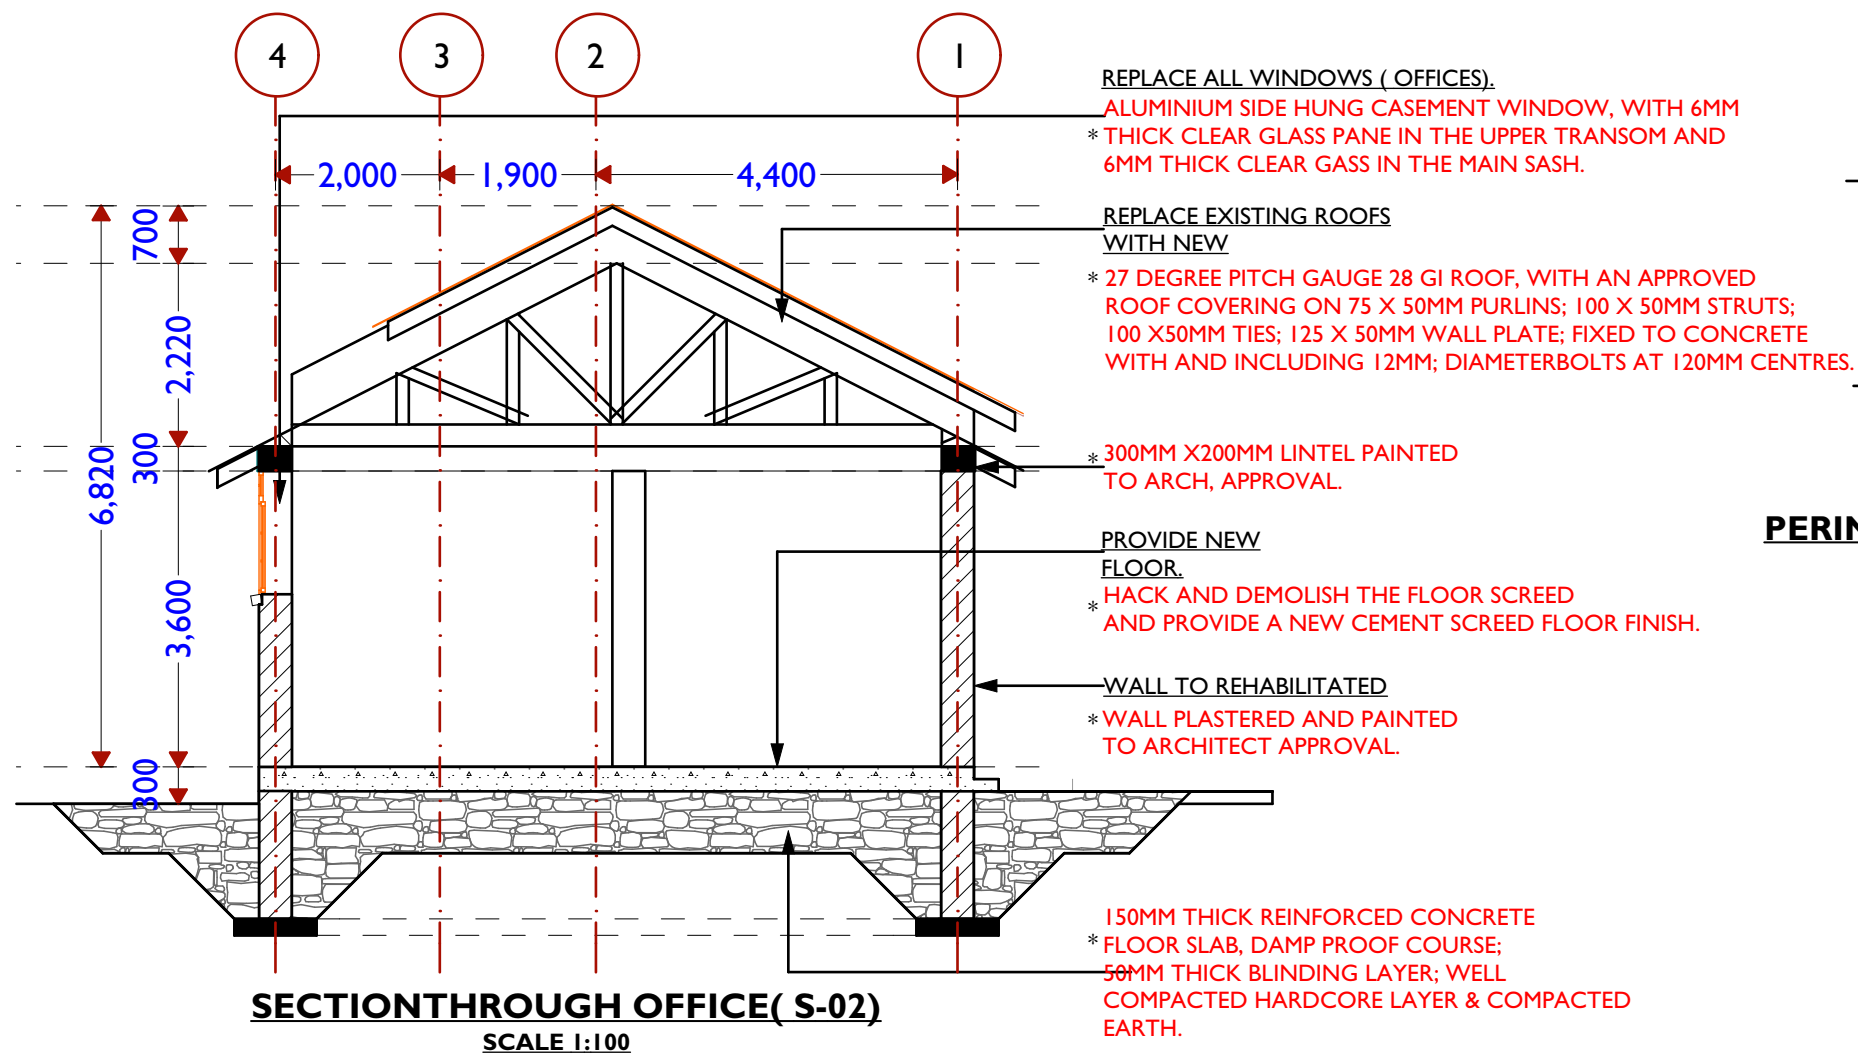 4 3 2 1
REPLACE ALL WINDOWS ( OFFICES).
ALUMINIUM SIDE HUNG CASEMENT WINDOW, WITH 6MM
* THICK CLEAR GLASS PANE IN THE UPPER TRANSOM AND
6MM THICK CLEAR GASS IN THE MAIN SASH.
2,000 1,900 4,400
REPLACE EXISTING ROOFS
WITH NEW
* 27 DEGREE PITCH GAUGE 28 GI ROOF, WITH AN APPROVED
ROOF COVERING ON 75 X 50MM PURLINS; 100 X 50MM STRUTS;
100 X50MM TIES; 125 X 50MM WALL PLATE; FIXED TO CONCRETE
WITH AND INCLUDING 12MM; DIAMETERBOLTS AT 120MM CENTRES.
700
2,220
300
6,820
3,600
300
* 300MM X200MM LINTEL PAINTED
TO ARCH, APPROVAL.
PERIN
PROVIDE NEW
FLOOR.
HACK AND DEMOLISH THE FLOOR SCREED
* AND PROVIDE A NEW CEMENT SCREED FLOOR FINISH.
WALL TO REHABILITATED
* WALL PLASTERED AND PAINTED
TO ARCHITECT APPROVAL.
150MM THICK REINFORCED CONCRETE
* FLOOR SLAB, DAMP PROOF COURSE;
50MM THICK BLINDING LAYER; WELL
COMPACTED HARDCORE LAYER & COMPACTED
EARTH.
SECTIONTHROUGH OFFICE( S-02)
SCALE 1:100